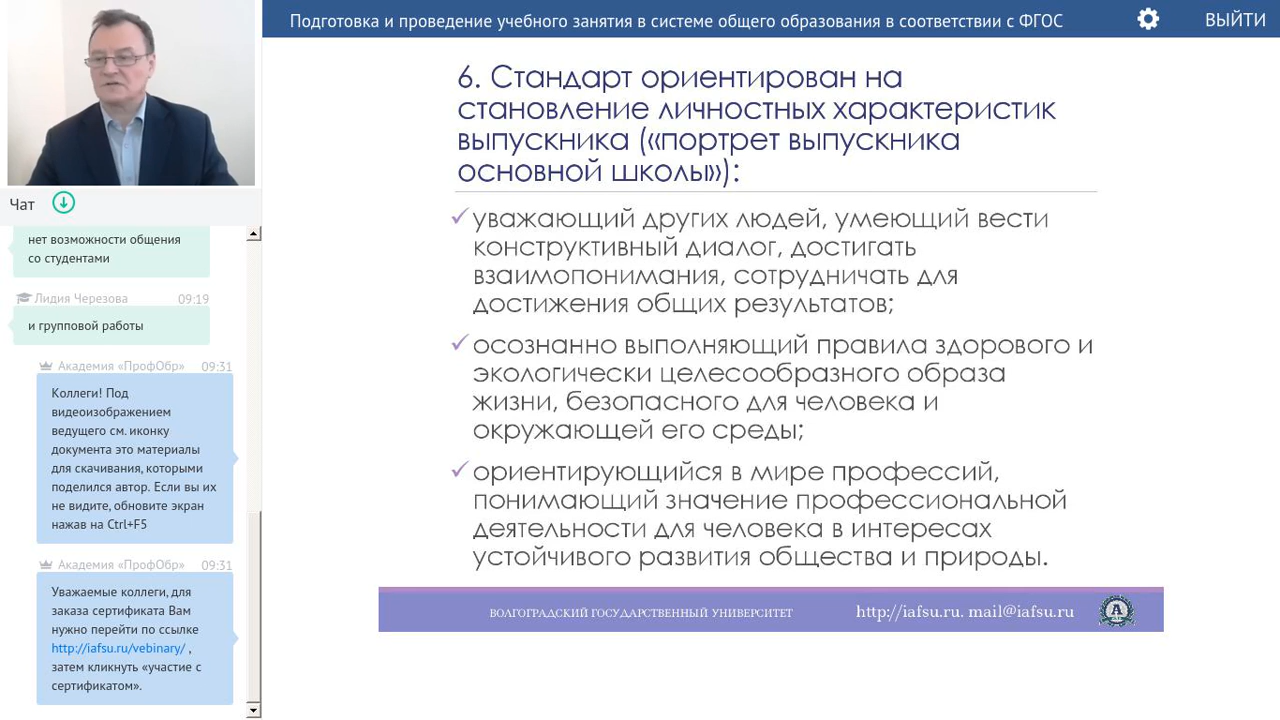 Подготовка и проведение учебного занятия в системе общего образования в соответствии с ФГОС
ВЫЙТИ
Чат
нет возможности общения
со студентами
Лидия Черезова 09:19
и групповой работы
Академия «ПрофОбр» 09:31
Коллеги! Под
видеоизображением
ведущего см. иконку
документа это материалы
для скачивания, которыми
поделился автор. Если вы их
не видите, обновите экран
нажав на Ctrl+F5
Академия «ПрофОбр» 09:31
Уважаемые коллеги, для
заказа сертификата Вам
нужно перейти по ссылке
http://iafsu.ru/vebinary/ ,
затем кликнуть «участие с
сертификатом».
6. Стандарт ориентирован на
становление личностных характеристик
выпускника («портрет выпускника
основной школы»):
уважающий других людей, умеющий вести
конструктивный диалог, достигать
взаимопонимания, сотрудничать для
достижения общих результатов;
осознанно выполняющий правила здорового и
экологически целесообразного образа
жизни, безопасного для человека и
окружающей его среды;
ориентирующийся в мире профессий,
понимающий значение профессиональной
деятельности для человека в интересах
устойчивого развития общества и природы.
ВОЛГОГРАДСКИЙ ГОСУДАРСТВЕННЫЙ УНИВЕРСИТЕТ
http://iafsu.ru. mail@iafsu.ru